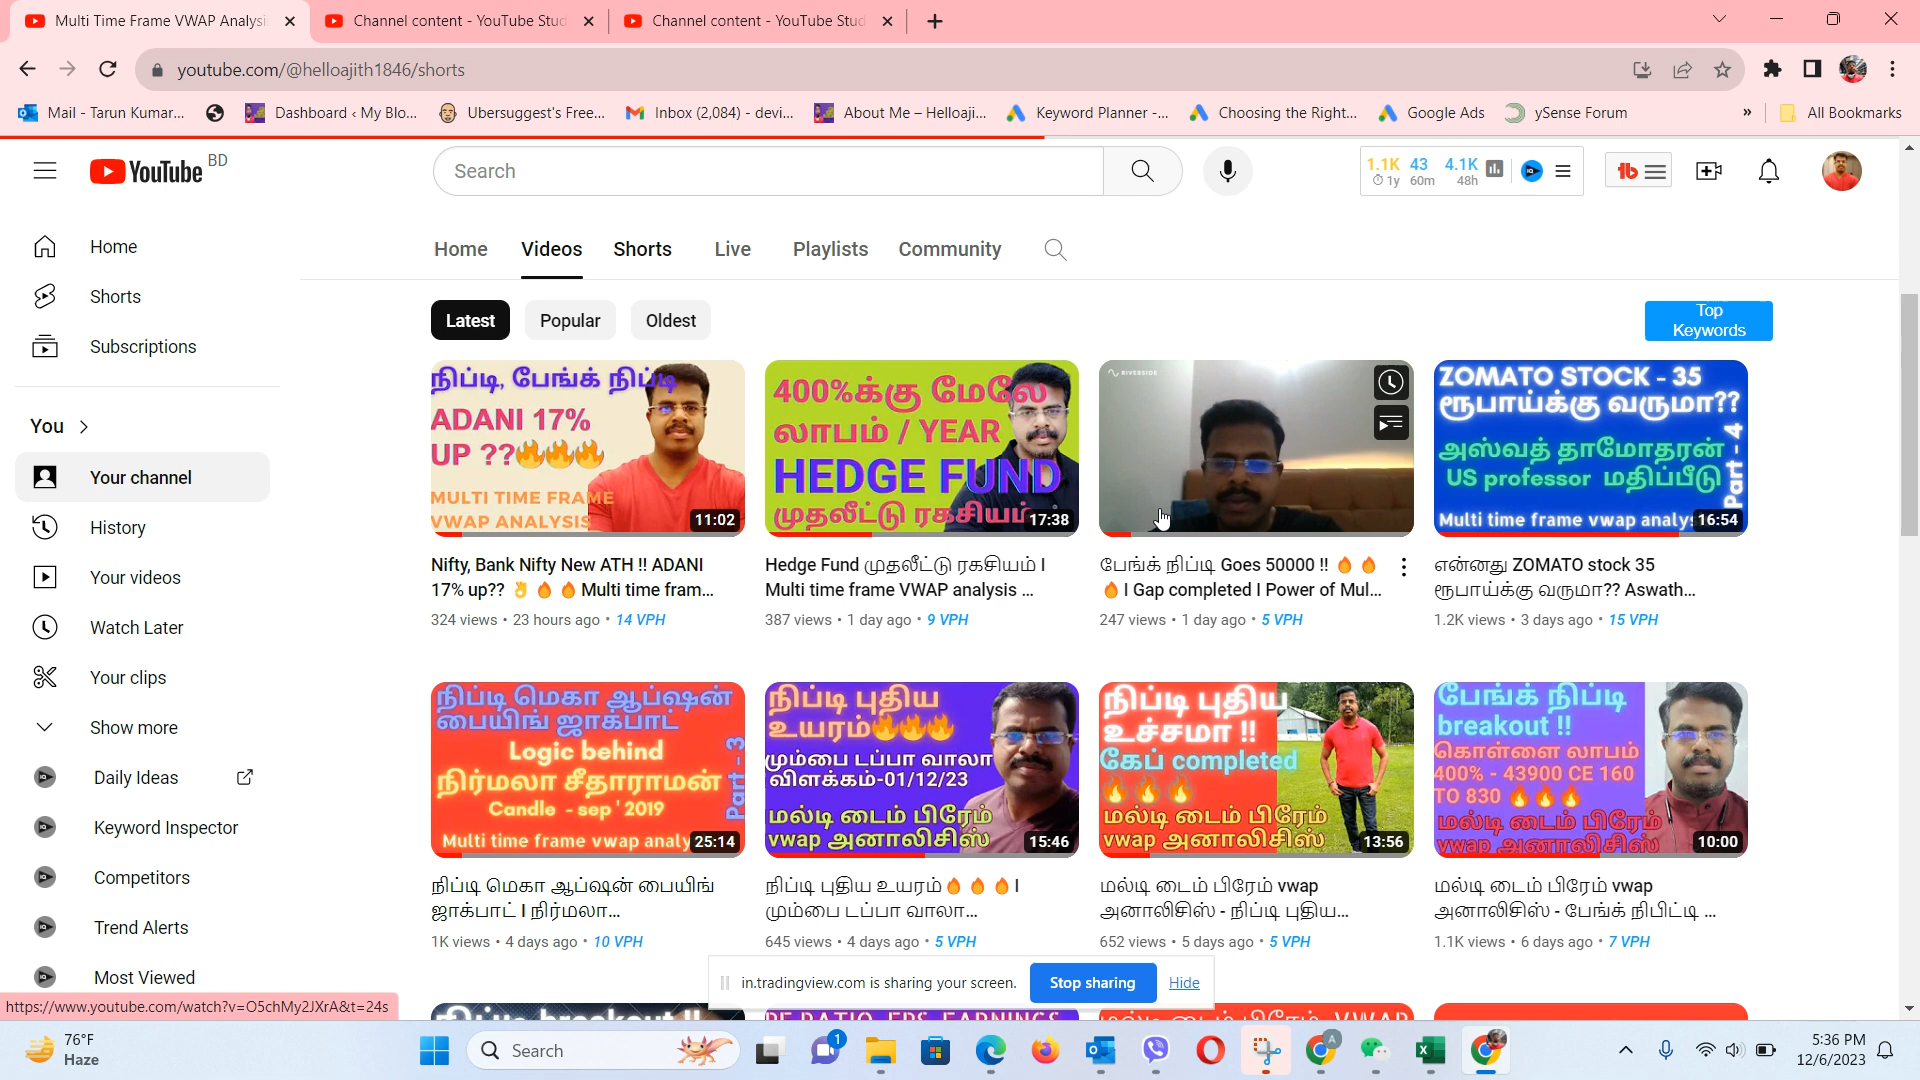 Multi Time Frame VWAP Analysi
Channel content - YouTube Stud
Channel content - YouTube Stud
youtube.com/@helloajith1846/shorts
Mail - Tarun Kumar...
Dashboard ‹ My Blo...
Ubersuggest's Free...
Inbox (2,084) - devi...
About Me – Helloaji...
Keyword Planner -...
Choosing the Right...
Google Ads
ySense Forum
»
All Bookmarks
YouTube BD
Search
1.1K 43 4.1K
1y 60m 48h
tb
Home
Shorts
Subscriptions
You
Your channel
History
Your videos
Watch Later
Your clips
Show more
Daily Ideas
Keyword Inspector
Competitors
Trend Alerts
Most Viewed
Home Videos Shorts Live Playlists Community
Latest Popular Oldest
Top
Keywords
நிப்டி, பேங்க் நிப்டி
ADANI 17%
UP ??🔥🔥🔥
MULTI TIME FRAME
VWAP ANALYSIS
11:02
Nifty, Bank Nifty New ATH !! ADANI
17% up?? 👌 🔥 🔥 Multi time fram...
324 views • 23 hours ago • 14 VPH
400%க்கு மேலே
லாபம் / YEAR
HEDGE FUND
முதலீட்டு ரகசியம்
17:38
Hedge Fund முதலீட்டு ரகசியம் I
Multi time frame VWAP analysis ...
387 views • 1 day ago • 9 VPH
RIVERSIDE
பேங்க் நிப்டி Goes 50000 !! 🔥 🔥
🔥 I Gap completed I Power of Mul...
247 views • 1 day ago • 5 VPH
ZOMATO STOCK - 35
ரூபாய்க்கு வருமா??
அஸ்வத் தாமோதரன்
US professor மதிப்பீடு
Part - 4
Multi time frame vwap analys
16:54
என்னது ZOMATO stock 35
ரூபாய்க்கு வருமா?? Aswath...
1.2K views • 3 days ago • 15 VPH
நிப்டி மெகா ஆப்ஷன்
பையிங் ஜாக்பாட்
Logic behind
நிர்மலா சீதாராமன்
Candle - sep ' 2019
Part - 3
Multi time frame vwap analy
25:14
நிப்டி மெகா ஆப்ஷன் பையிங்
ஜாக்பாட் I நிர்மலா...
1K views • 4 days ago • 10 VPH
நிப்டி புதிய
உயரம்🔥🔥🔥
மும்பை டப்பா வாலா
விளக்கம்-01/12/23
மல்டி டைம் பிரேம்
vwap அனாலிசிஸ்
15:46
நிப்டி புதிய உயரம்🔥 🔥 🔥I
மும்பை டப்பா வாலா...
645 views • 4 days ago • 5 VPH
நிப்டி புதிய
உச்சமா !!
கேப் completed
🔥🔥🔥
மல்டி டைம் பிரேம்
vwap அனாலிசிஸ்
13:56
மல்டி டைம் பிரேம் vwap
அனாலிசிஸ் - நிப்டி புதிய...
652 views • 5 days ago • 5 VPH
பேங்க் நிப்டி
breakout !!
கொள்ளை லாபம்
400% - 43900 CE 160
TO 830 🔥🔥🔥
மல்டி டைம் பிரேம்
vwap அனாலிசிஸ்
10:00
மல்டி டைம் பிரேம் vwap
அனாலிசிஸ் - பேங்க் நிபிட்டி ...
1.1K views • 6 days ago • 7 VPH
in.tradingview.com is sharing your screen.
Stop sharing
Hide
https://www.youtube.com/watch?v=O5chMy2JXrA&t=24s
76°F
Haze
Search
1
A
5:36 PM
12/6/2023